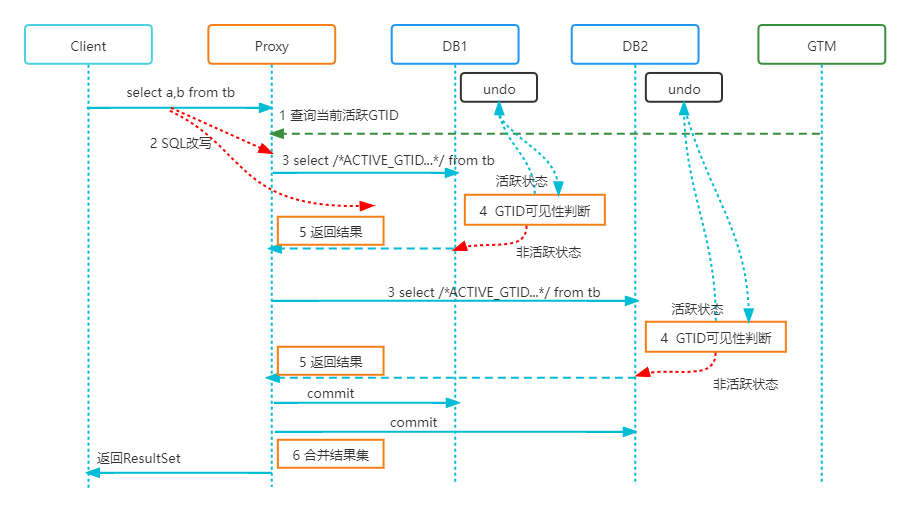 Client
Proxy
DB1
DB2
GTM
undo
undo
select a,b from tb
1 查询当前活跃GTID
2 SQL改写
3 select /*ACTIVE_GTID...*/ from tb
活跃状态
4 GTID可见性判断
5 返回结果
非活跃状态
3 select /*ACTIVE_GTID...*/ from tb
活跃状态
4 GTID可见性判断
5 返回结果
非活跃状态
commit
commit
6 合并结果集
返回ResultSet